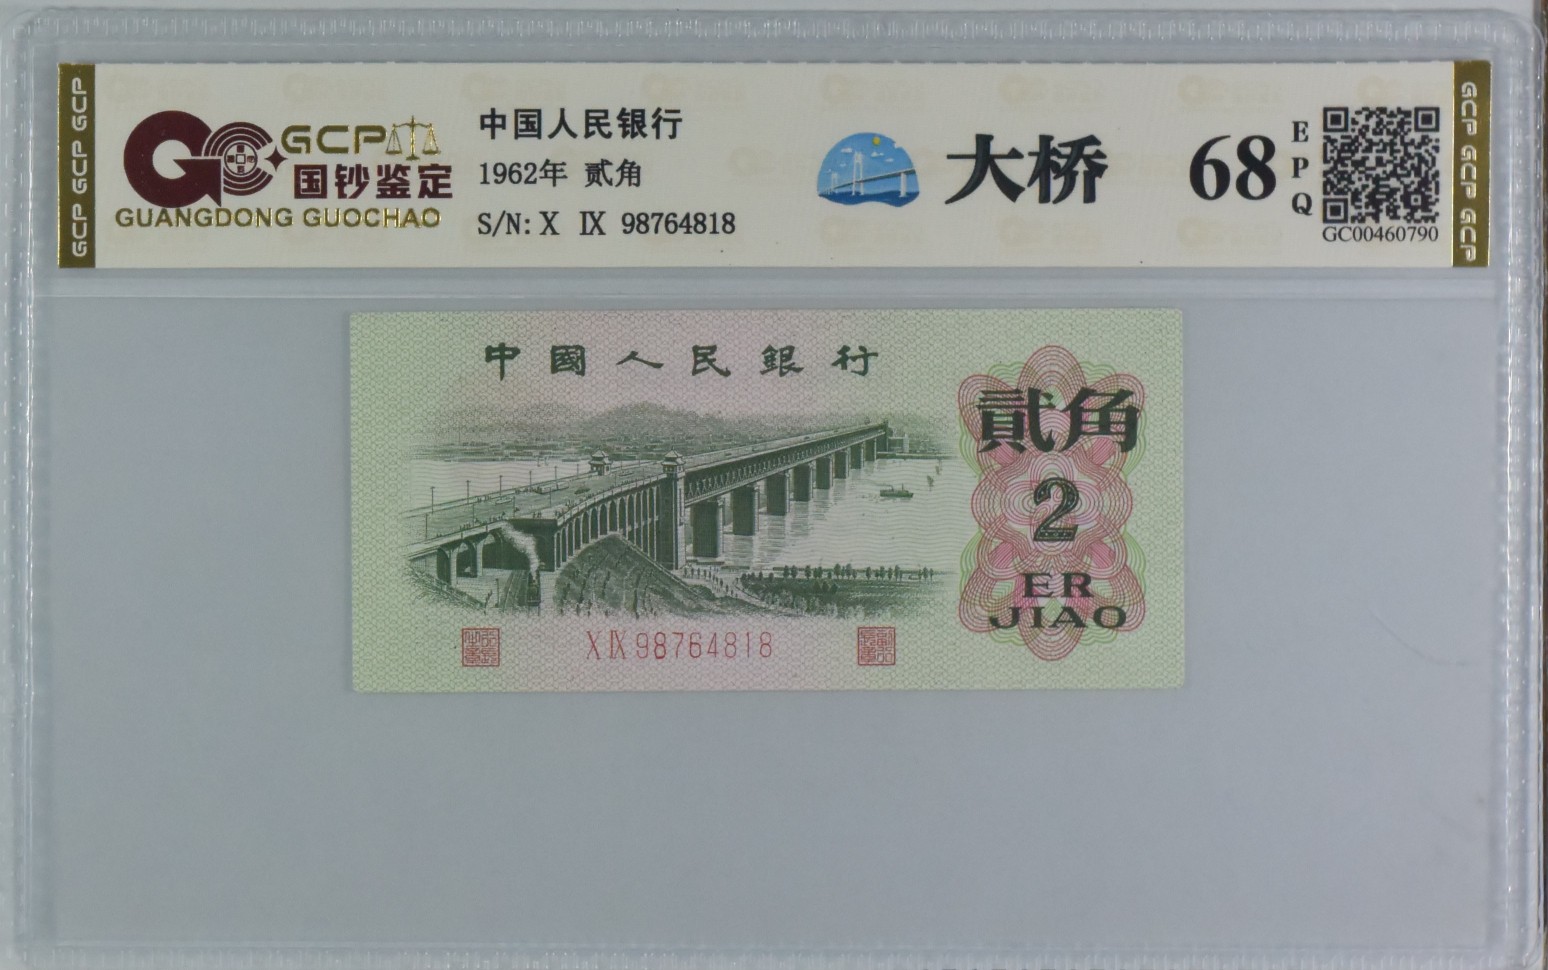 GCP GCP GCP
GCP
国钞鉴定
GUANGDONG GUOCHAO
中国人民银行
1962年 贰角
S/N: X IX 98764818
大桥
68
EPQ
GC00460790
GCP GCP GCP
中國人民銀行
貳角
2
ER
JIAO
X IX 98764818